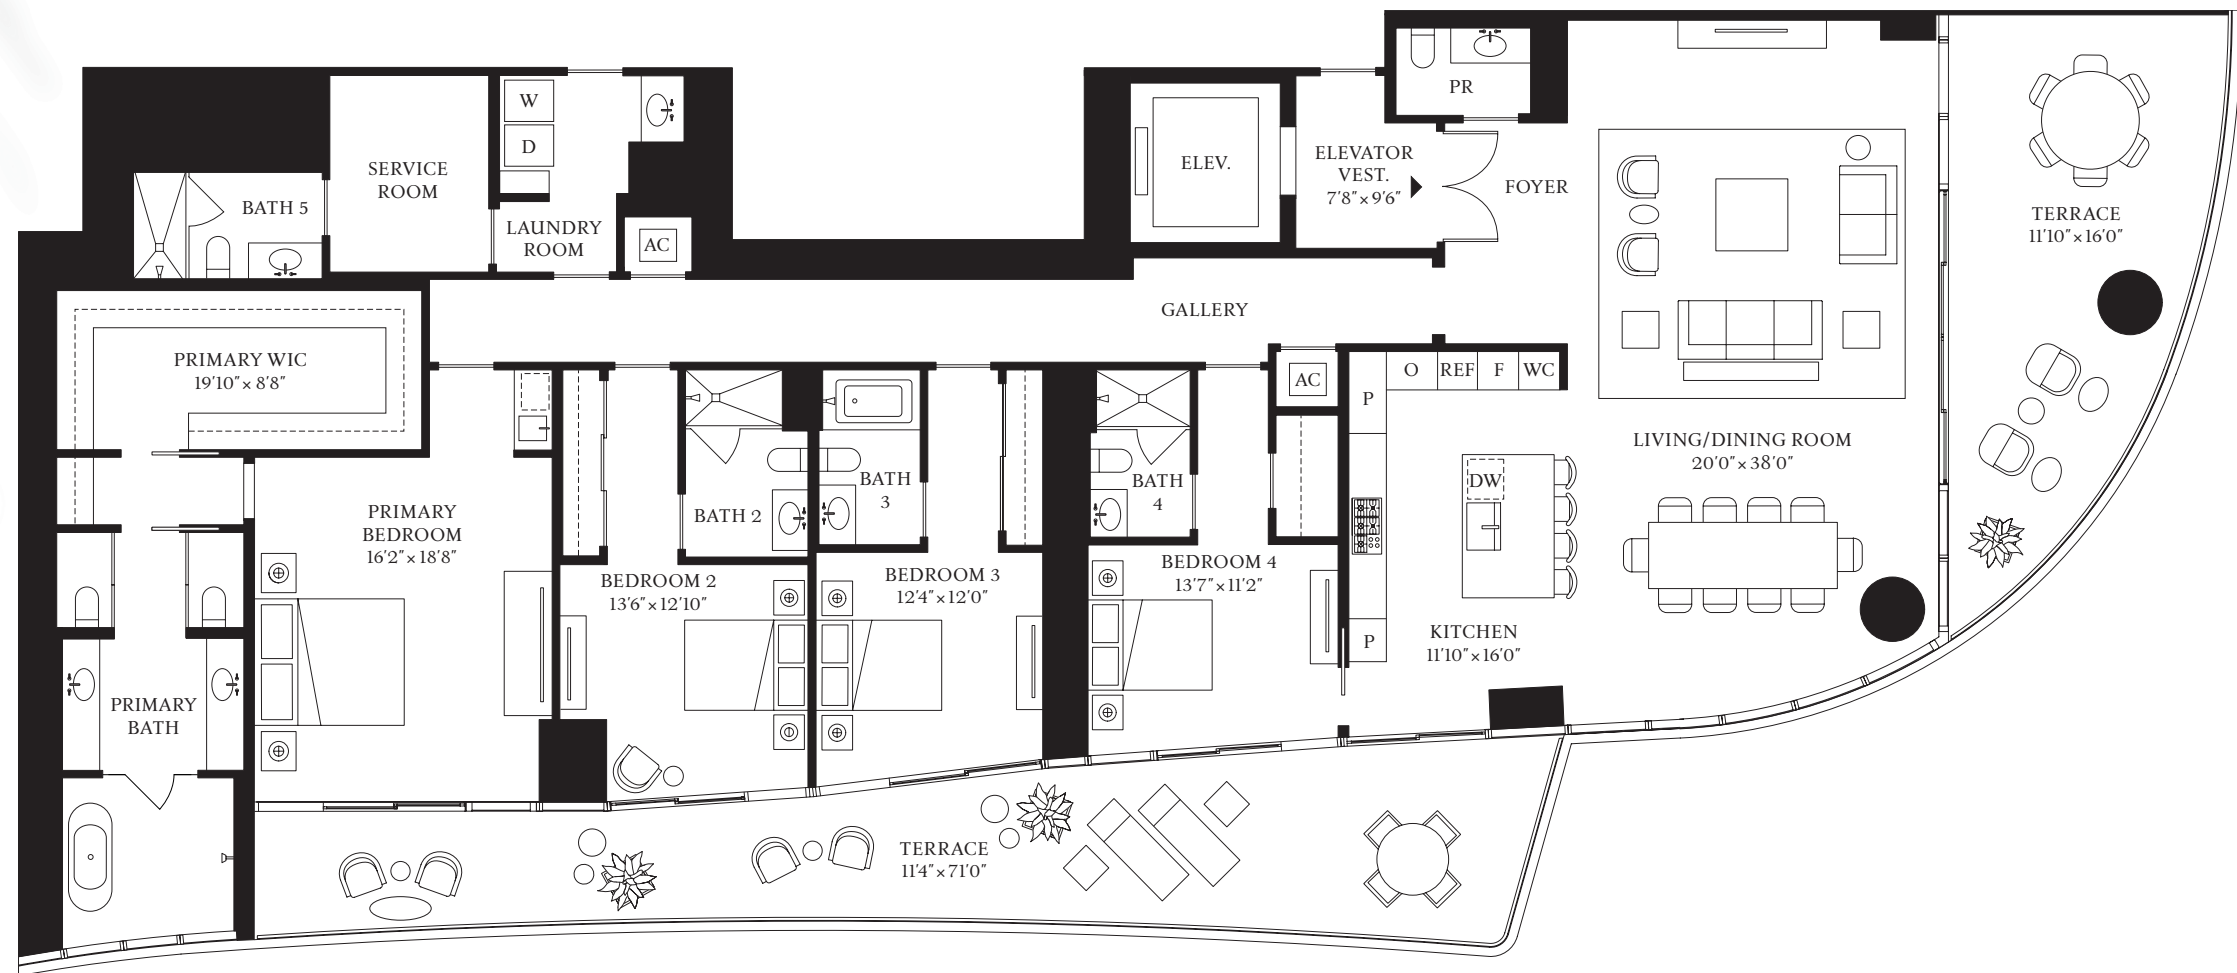 PR
W
D
SERVICE
ROOM
BATH 5
LAUNDRY
ROOM
AC
ELEV.
ELEVATOR
VEST.
7'8" × 9'6"
FOYER
TERRACE
11'10" × 16'0"
GALLERY
PRIMARY WIC
19'10" × 8'8"
AC
P
O
REF
F
WC
LIVING/DINING ROOM
20'0" × 38'0"
DW
PRIMARY
BEDROOM
16'2" × 18'8"
BATH 2
BATH
3
BATH
4
BEDROOM 2
13'6" × 12'10"
BEDROOM 3
12'4" × 12'0"
BEDROOM 4
13'7" × 11'2"
P
KITCHEN
11'10" × 16'0"
PRIMARY
BATH
TERRACE
11'4" × 71'0"